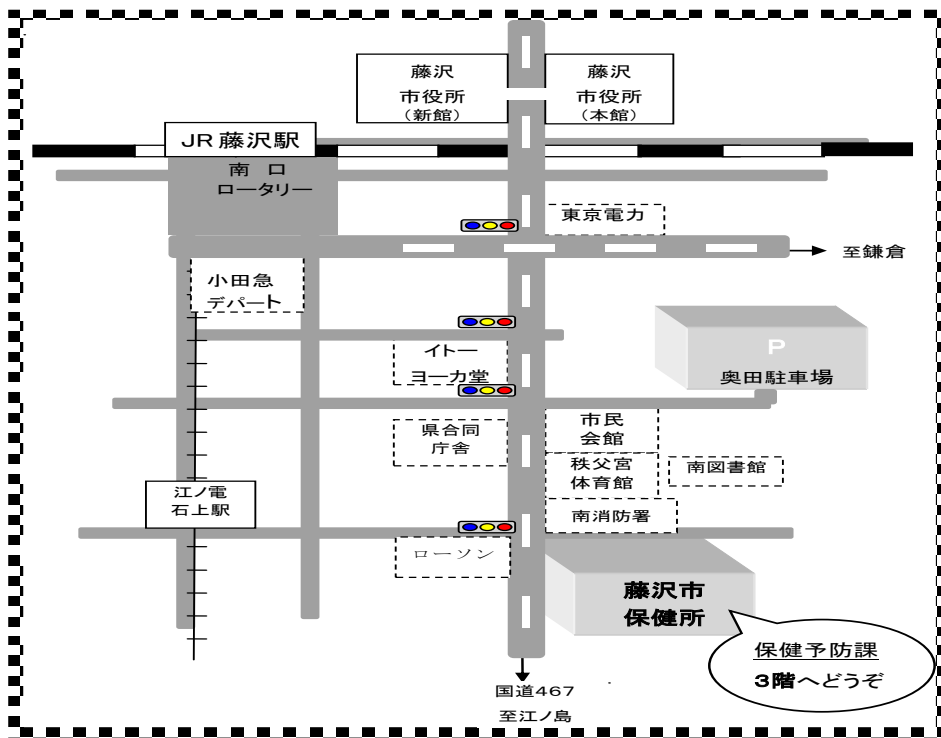 藤沢
市役所
（新館）
藤沢
市役所
（本館）
JR藤沢駅
南 口
ロータリー
東京電力
至鎌倉
小田急
デパート
イトー
ヨーカ堂
P
奥田駐車場
県合同
庁舎
市民
会館
秩父宮
体育館
南図書館
江ノ電
石上駅
南消防署
ローソン
藤沢市
保健所
保健予防課
3階へどうぞ
国道467
至江ノ島